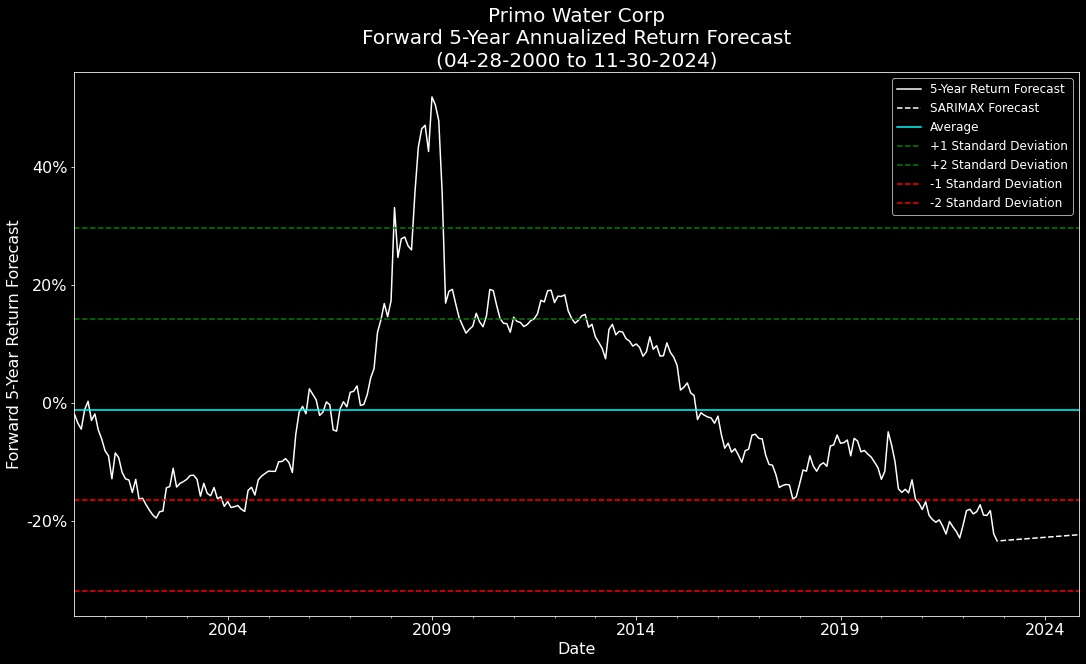 Primo Water Corp
Forward 5-Year Annualized Return Forecast
(04-28-2000 to 11-30-2024)
5-Year Return Forecast
SARIMAX Forecast
Average
+1 Standard Deviation
+2 Standard Deviation
-1 Standard Deviation
-2 Standard Deviation
Forward 5-Year Return Forecast
40%
20%
0%
-20%
2004 2009 2014 2019 2024
Date